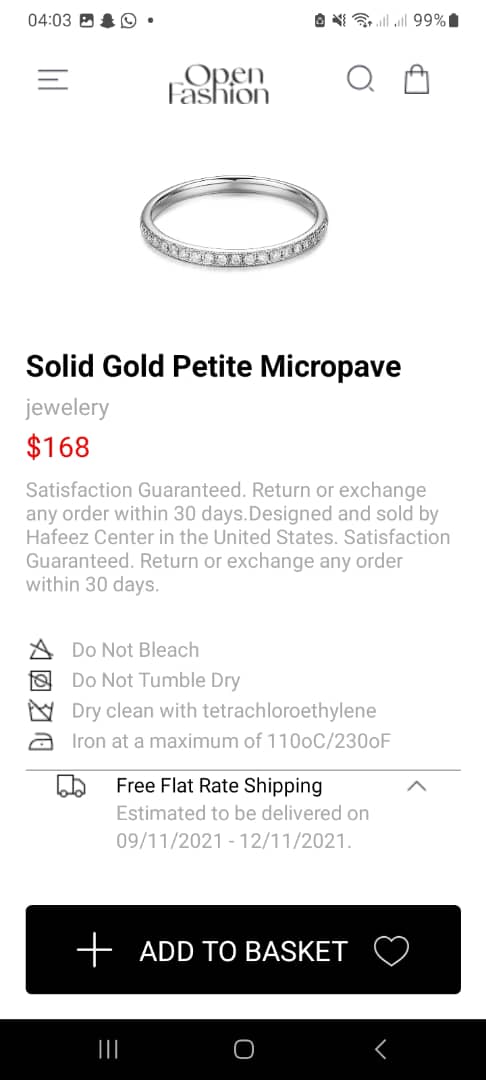 04:03 99%
Open
Fashion
Solid Gold Petite Micropave
jewelery
$168
Satisfaction Guaranteed. Return or exchange
any order within 30 days.Designed and sold by
Hafeez Center in the United States. Satisfaction
Guaranteed. Return or exchange any order
within 30 days.
Do Not Bleach
Do Not Tumble Dry
Dry clean with tetrachloroethylene
Iron at a maximum of 110oC/230oF
Free Flat Rate Shipping
Estimated to be delivered on
09/11/2021 - 12/11/2021.
ADD TO BASKET